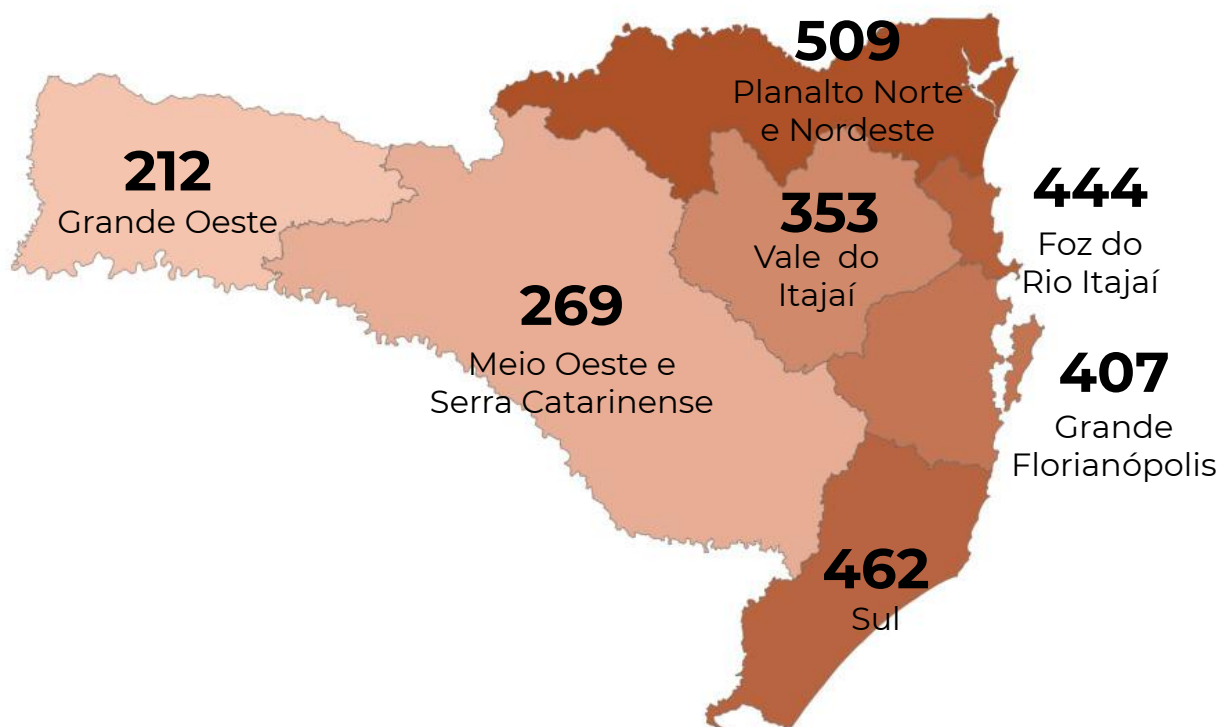 509
Planalto Norte
e Nordeste
212
Grande Oeste
444
Foz do
Rio Itajaí
353
Vale do
Itajaí
269
Meio Oeste e
Serra Catarinense
407
Grande
Florianópolis
462
Sul